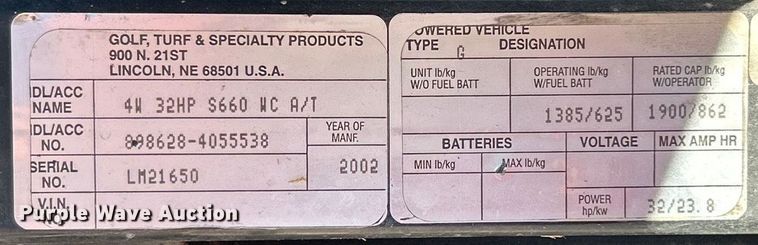 GOLF, TURF & SPECIALTY PRODUCTS
900 N. 21ST
LINCOLN, NE 68501 U.S.A.
DL/ACC NAME 4W 32HP S660 WC A/T
DL/ACC NO. 898628-4055538
YEAR OF MANF. 2002
SERIAL NO. LM21650
V.I.N.
POWERED VEHICLE
TYPE G DESIGNATION
UNIT lb/kg W/O FUEL BATT
OPERATING lb/kg W/FUEL BATT 1385/625
RATED CAP lb/kg W/OPERATOR 1900/862
BATTERIES VOLTAGE MAX AMP HR
MIN lb/kg MAX lb/kg
POWER hp/kw 32/23.8
Purple Wave Auction